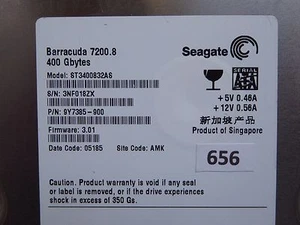 Barracuda 7200.8
400 Gbytes
Seagate
Model: ST3400832AS
SERIAL
ATA
S/N: 3NF018ZX
+5V 0.46A
+12V 0.56A
P/N: 9Y7385-900
新加坡产品
Product of Singapore
Firmware: 3.01
Date Code: 05185 Site Code: AMK
656
Caution: Product warranty is void if any seal
or label is removed, or if the drive experiences
shock in excess of 350 Gs.